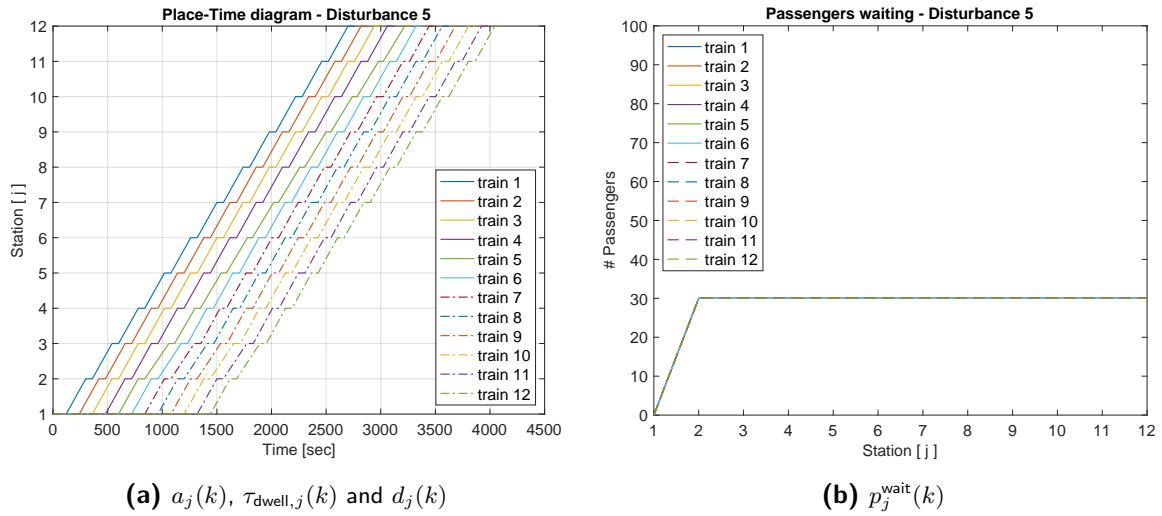 Place-Time diagram - Disturbance 5
Station [ j ]
12
11
10
9
8
7
6
5
4
3
2
1
train 1
train 2
train 3
train 4
train 5
train 6
train 7
train 8
train 9
train 10
train 11
train 12
0 500 1000 1500 2000 2500 3000 3500 4000 4500
Time [sec]
(a) a_j(k), τ_dwell,j(k) and d_j(k)
Passengers waiting - Disturbance 5
# Passengers
100
90
80
70
60
50
40
30
20
10
0
train 1
train 2
train 3
train 4
train 5
train 6
train 7
train 8
train 9
train 10
train 11
train 12
1 2 3 4 5 6 7 8 9 10 11 12
Station [ j ]
(b) p_j^wait(k)